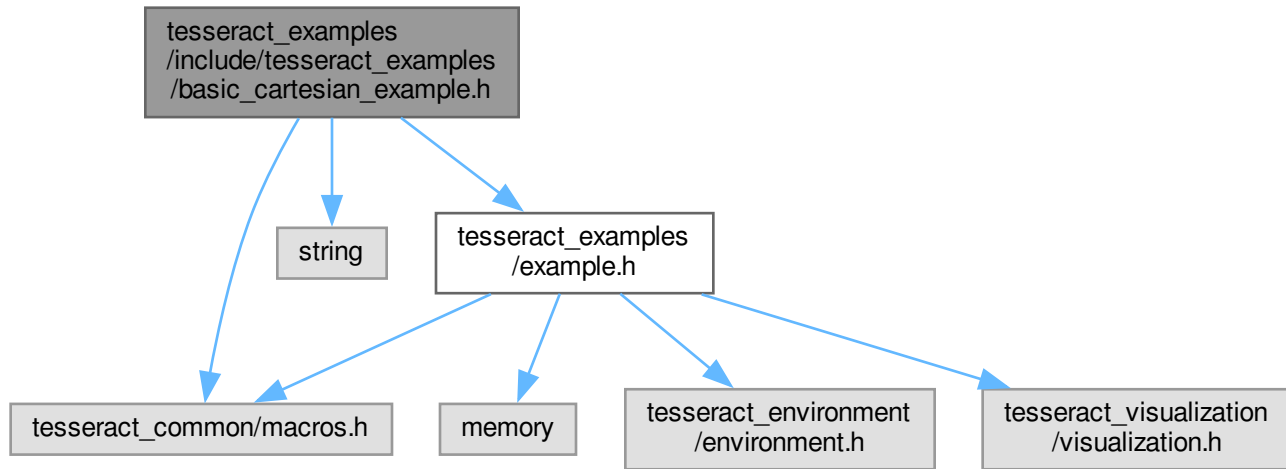 tesseract_examples
/include/tesseract_examples
/basic_cartesian_example.h
string
tesseract_examples
/example.h
tesseract_common/macros.h
memory
tesseract_environment
/environment.h
tesseract_visualization
/visualization.h